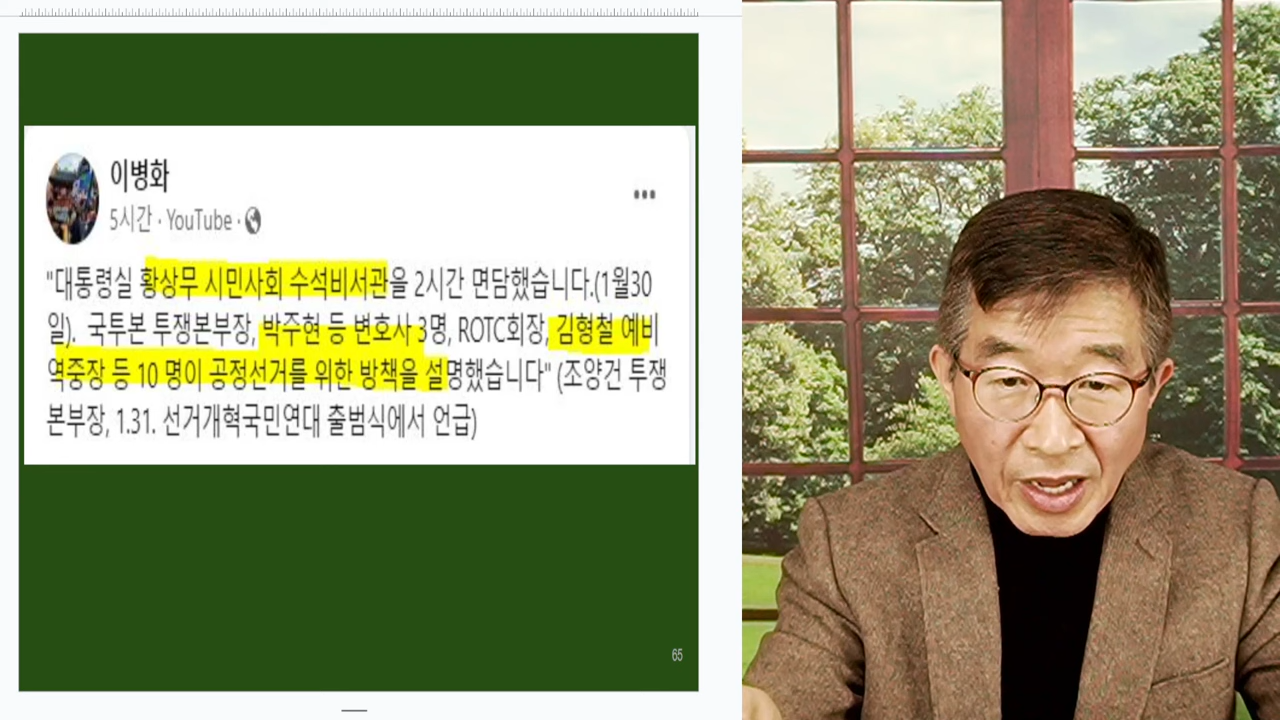 이병화
5시간 · YouTube ·
"대통령실 황상무 시민사회 수석비서관을 2시간 면담했습니다.(1월30
일). 국투본 투쟁본부장, 박주현 등 변호사 3명, ROTC회장, 김형철 예비
역중장 등 10 명이 공정선거를 위한 방책을 설명했습니다" (조양건 투쟁
본부장, 1.31. 선거개혁국민연대 출범식에서 언급)
65